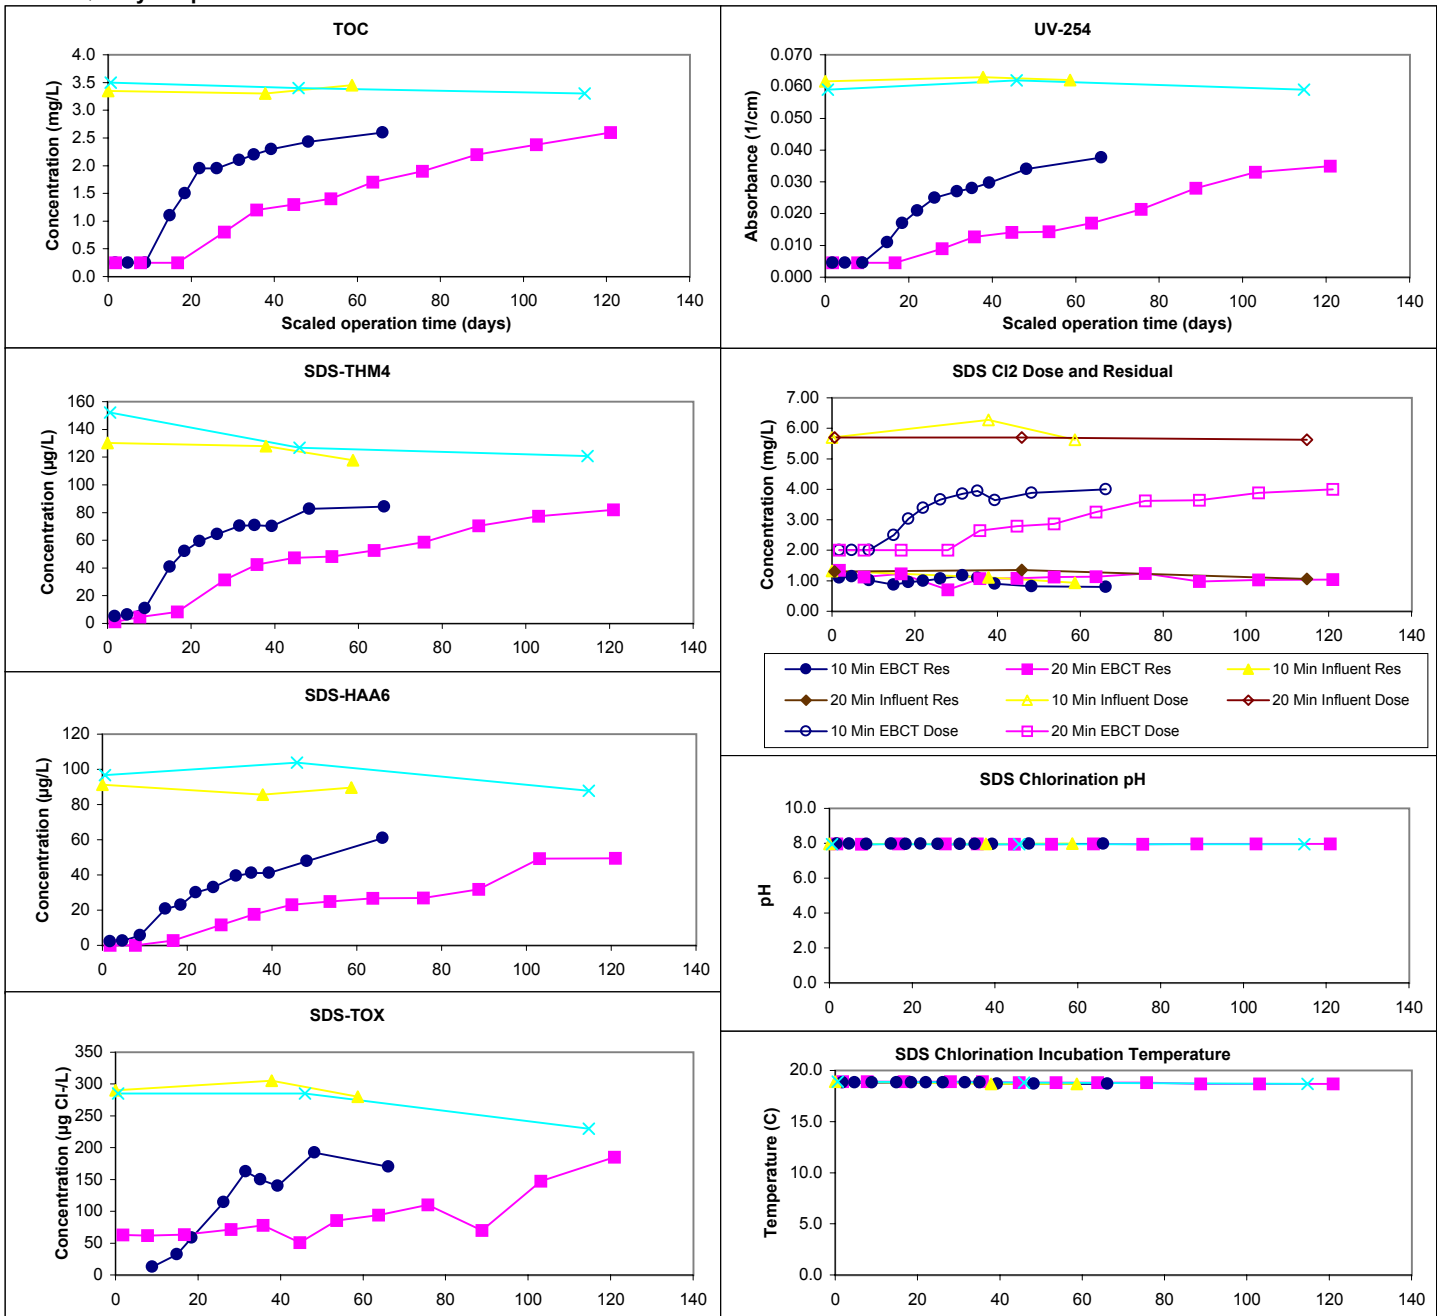 TOC
4.0
3.5
3.0
2.5
2.0
1.5
1.0
0.5
0.0
Concentration (mg/L)
0 20 40 60 80 100 120 140
Scaled operation time (days)
UV-254
0.070
0.060
0.050
0.040
0.030
0.020
0.010
0.000
Absorbance (1/cm)
0 20 40 60 80 100 120 140
Scaled operation time (days)
SDS-THM4
160
140
120
100
80
60
40
20
0
Concentration (µg/L)
0 20 40 60 80 100 120 140
SDS Cl2 Dose and Residual
7.00
6.00
5.00
4.00
3.00
2.00
1.00
0.00
Concentration (mg/L)
0 20 40 60 80 100 120 140
10 Min EBCT Res 20 Min EBCT Res 10 Min Influent Res
20 Min Influent Res 10 Min Influent Dose 20 Min Influent Dose
10 Min EBCT Dose 20 Min EBCT Dose
SDS-HAA6
120
100
80
60
40
20
0
Concentration (µg/L)
0 20 40 60 80 100 120 140
SDS Chlorination pH
10.0
8.0
6.0
4.0
2.0
0.0
pH
0 20 40 60 80 100 120 140
SDS-TOX
350
300
250
200
150
100
50
0
Concentration (µg Cl-/L)
0 20 40 60 80 100 120 140
SDS Chlorination Incubation Temperature
20.0
15.0
10.0
5.0
0.0
Temperature (C)
0 20 40 60 80 100 120 140